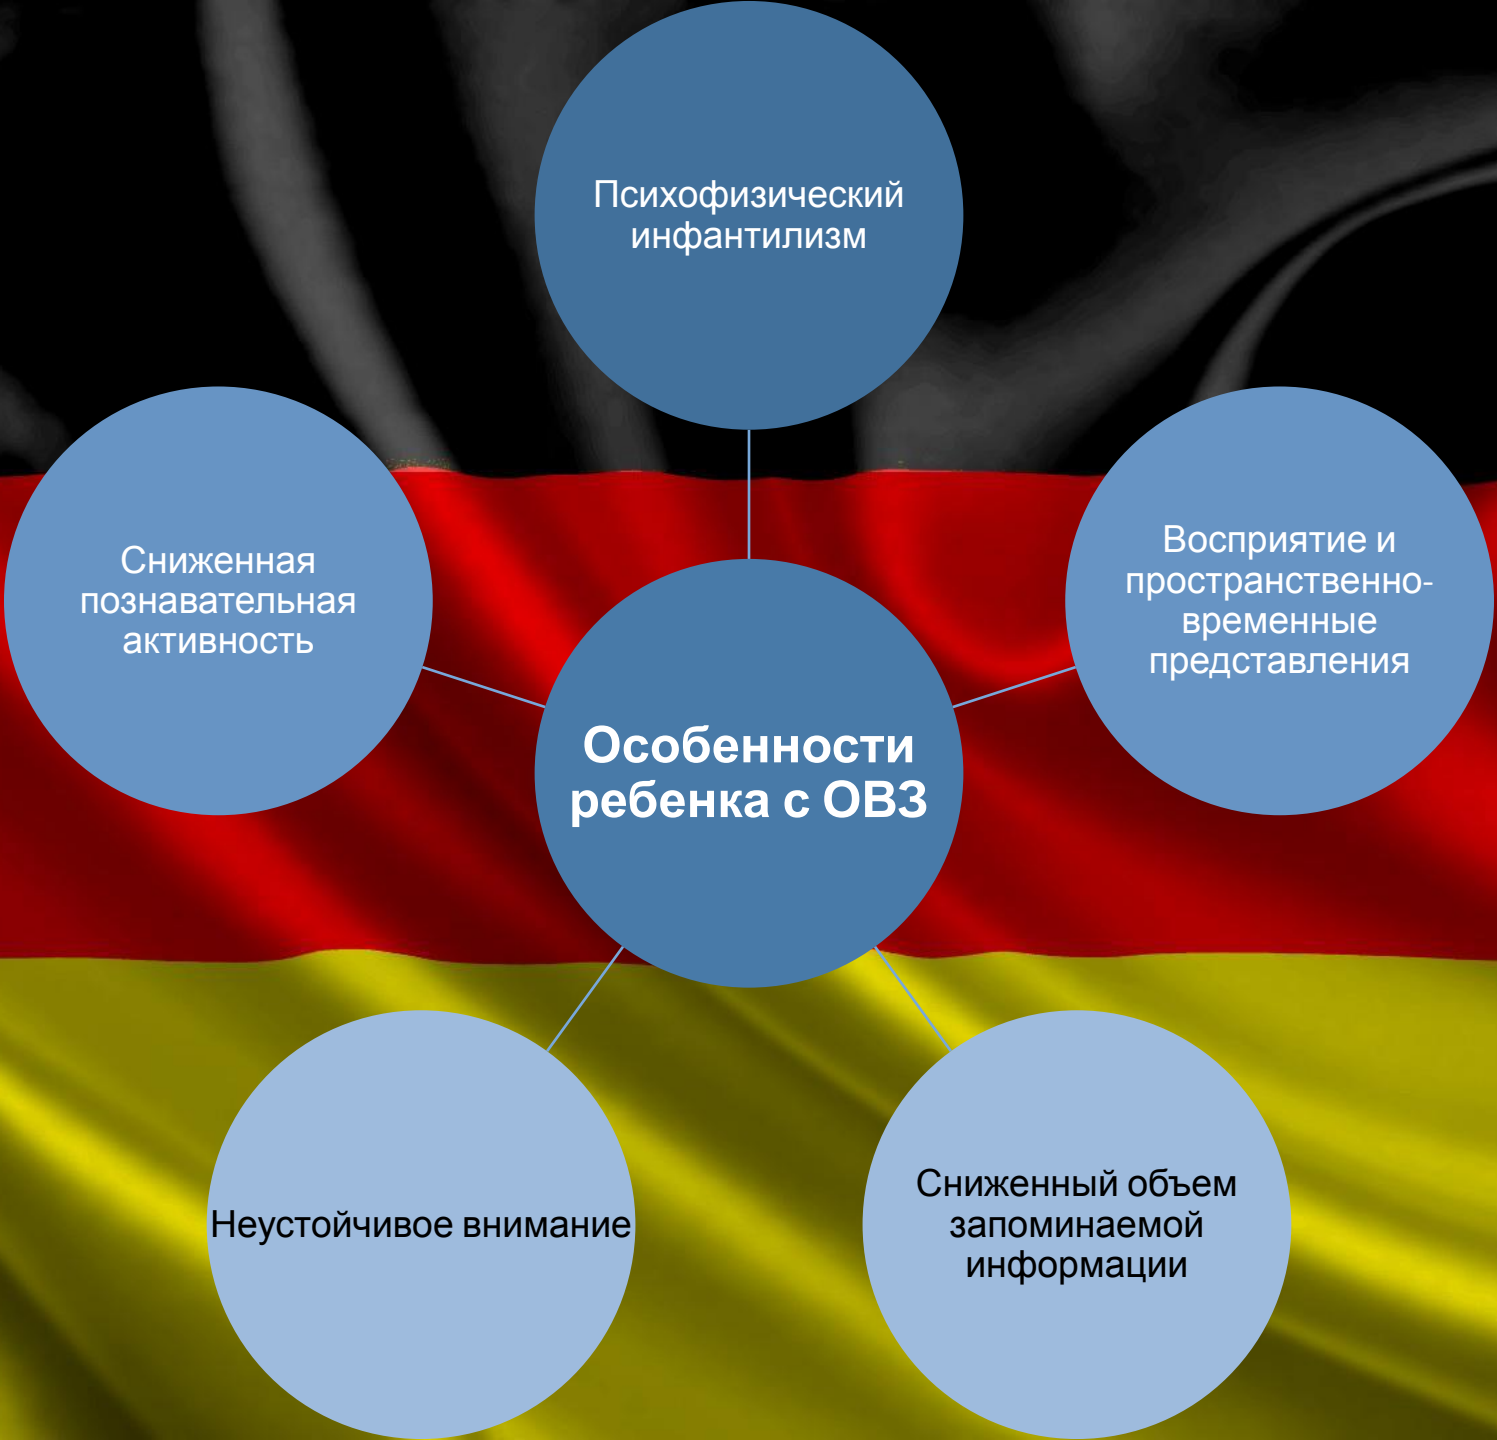 Психофизический
инфантилизм
Сниженная
познавательная
активность
Восприятие и
пространственно-
временные
представления
Особенности
ребенка с ОВЗ
Неустойчивое внимание
Сниженный объем
запоминаемой
информации